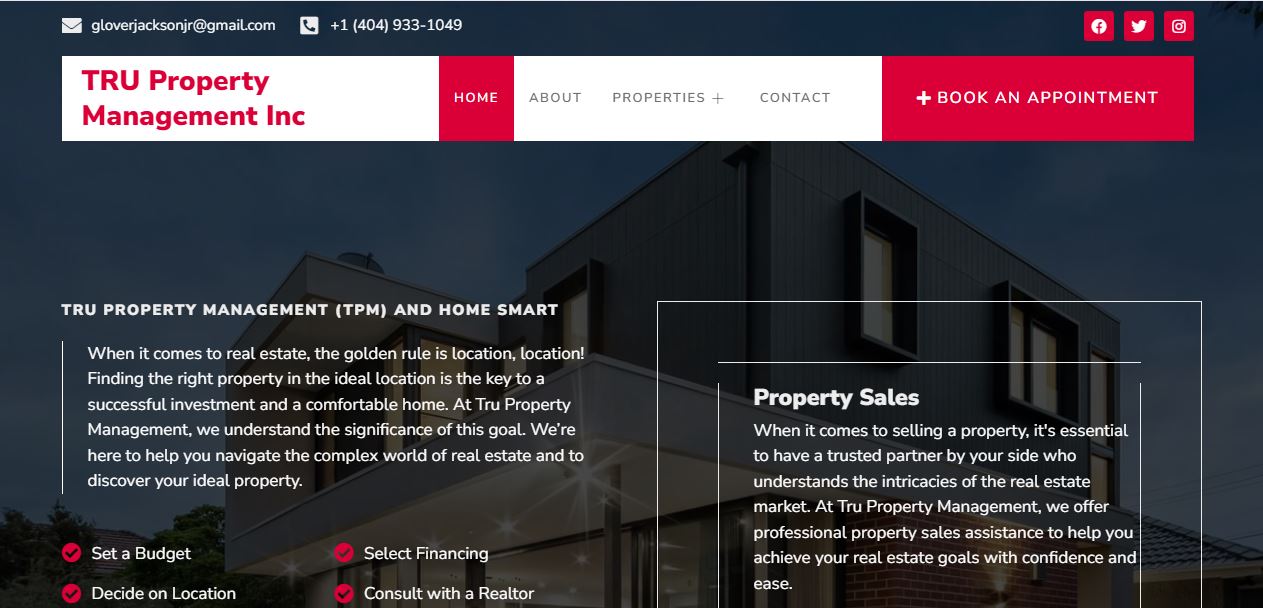 gloverjacksonjr@gmail.com +1 (404) 933-1049
TRU Property
Management Inc
HOME ABOUT PROPERTIES + CONTACT
+ BOOK AN APPOINTMENT
TRU PROPERTY MANAGEMENT (TPM) AND HOME SMART
When it comes to real estate, the golden rule is location, location!
Finding the right property in the ideal location is the key to a
successful investment and a comfortable home. At Tru Property
Management, we understand the significance of this goal. We’re
here to help you navigate the complex world of real estate and to
discover your ideal property.
Set a Budget
Select Financing
Decide on Location
Consult with a Realtor
Property Sales
When it comes to selling a property, it's essential
to have a trusted partner by your side who
understands the intricacies of the real estate
market. At Tru Property Management, we offer
professional property sales assistance to help you
achieve your real estate goals with confidence and
ease.